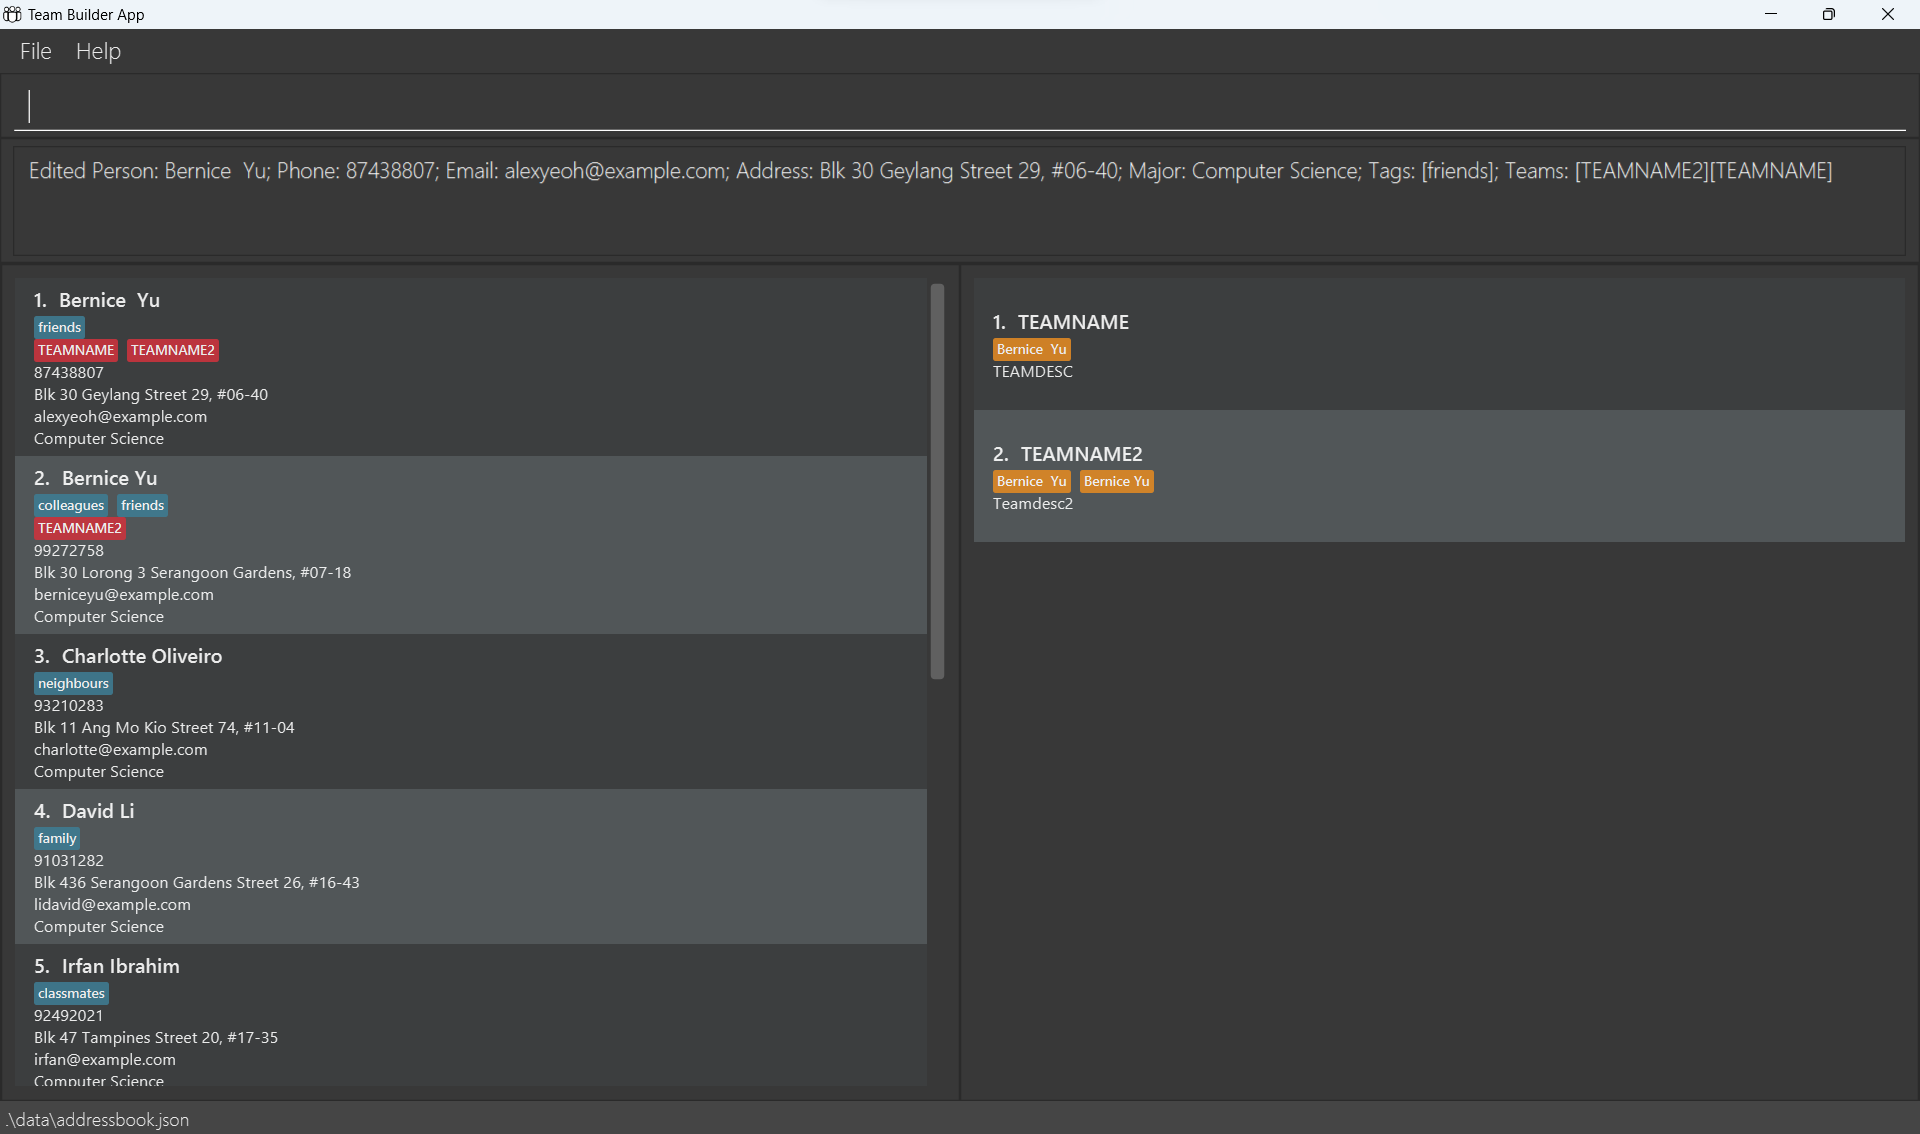 Team Builder App
File Help
Edited Person: Bernice  Yu; Phone: 87438807; Email: alexyeoh@example.com; Address: Blk 30 Geylang Street 29, #06-40; Major: Computer Science; Tags: [friends]; Teams: [TEAMNAME2][TEAMNAME]
1. Bernice  Yu
friends
TEAMNAME TEAMNAME2
87438807
Blk 30 Geylang Street 29, #06-40
alexyeoh@example.com
Computer Science
2. Bernice Yu
colleagues friends
TEAMNAME2
99272758
Blk 30 Lorong 3 Serangoon Gardens, #07-18
berniceyu@example.com
Computer Science
3. Charlotte Oliveiro
neighbours
93210283
Blk 11 Ang Mo Kio Street 74, #11-04
charlotte@example.com
Computer Science
4. David Li
family
91031282
Blk 436 Serangoon Gardens Street 26, #16-43
lidavid@example.com
Computer Science
5. Irfan Ibrahim
classmates
92492021
Blk 47 Tampines Street 20, #17-35
irfan@example.com
Computer Science
1. TEAMNAME
Bernice  Yu
TEAMDESC
2. TEAMNAME2
Bernice  Yu Bernice Yu
Teamdesc2
.\data\addressbook.json